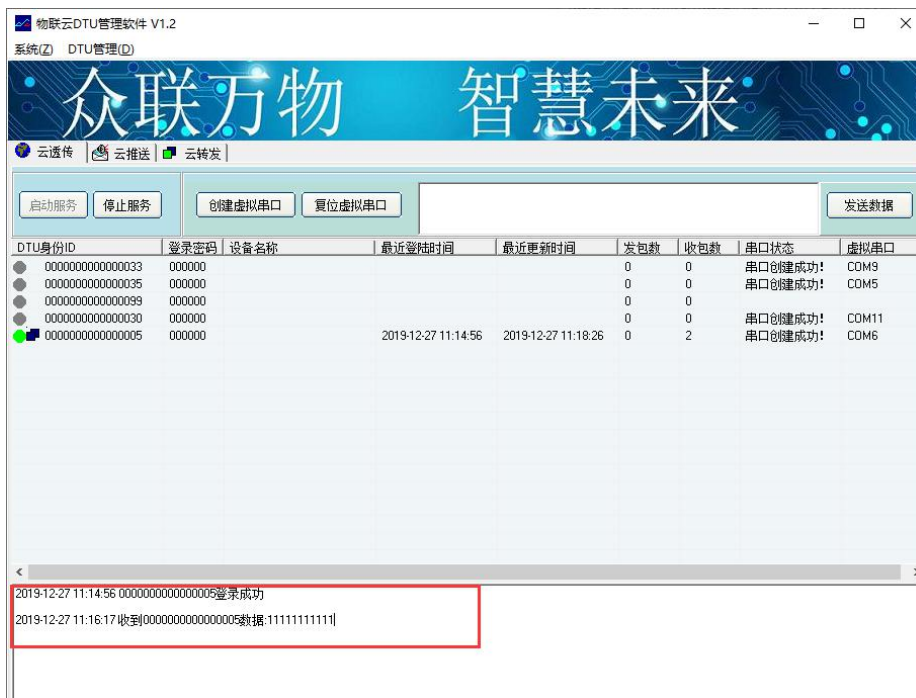 物联云DTU管理软件 V1.2
系统(Z) DTU管理(D)
众联万物 智慧未来
云透传 云推送 云转发
启动服务 停止服务 创建虚拟串口 复位虚拟串口 发送数据
DTU身份ID 登录密码 设备名称 最近登陆时间 最近更新时间 发包数 收包数 串口状态 虚拟串口
0000000000000033 000000 0 0 串口创建成功! COM9
0000000000000035 000000 0 0 串口创建成功! COM5
0000000000000099 000000 0 0
0000000000000030 000000 0 0 串口创建成功! COM11
0000000000000005 000000 2019-12-27 11:14:56 2019-12-27 11:18:26 0 2 串口创建成功! COM6
2019-12-27 11:14:56 0000000000000005登录成功
2019-12-27 11:16:17 收到0000000000000005数据:11111111111